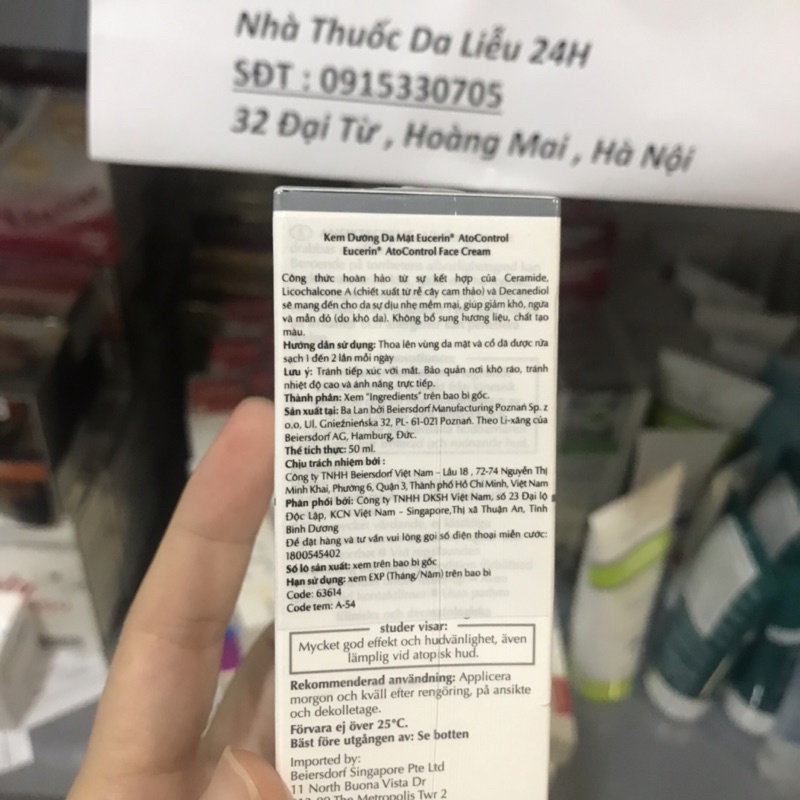 Nhà Thuốc Da Liễu 24H
SĐT : 0915330705
32 Đại Từ , Hoàng Mai , Hà Nội
Kem Dưỡng Da Mặt Eucerin® AtoControl
Eucerin® AtoControl Face Cream
Công thức hoàn hảo từ sự kết hợp của Ceramide,
Licochalcone A (chiết xuất từ rễ cây cam thảo) và Decanediol
sẽ mang đến cho da sự dịu nhẹ mềm mại, giúp giảm khô, ngứa
và mẩn đỏ (do khô da). Không bổ sung hương liệu, chất tạo
màu.
Hướng dẫn sử dụng: Thoa lên vùng da mặt và cổ đã được rửa
sạch 1 đến 2 lần mỗi ngày
Lưu ý: Tránh tiếp xúc với mắt. Bảo quản nơi khô ráo, tránh
nhiệt độ cao và ánh nắng trực tiếp.
Thành phần: Xem "Ingredients" trên bao bì gốc.
Sản xuất tại: Ba Lan bởi Beiersdorf Manufacturing Poznań Sp. z
o.o, Ul. Gnieźnieńska 32, PL- 61-021 Poznań. Theo Li-xăng của
Beiersdorf AG, Hamburg, Đức.
Thể tích thực: 50 ml.
Chịu trách nhiệm bởi :
Công ty TNHH Beiersdorf Việt Nam – Lầu 18 , 72-74 Nguyễn Thị
Minh Khai, Phường 6, Quận 3, Thành phố Hồ Chí Minh, Việt Nam
Phân phối bởi: Công ty TNHH DKSH Việt Nam, số 23 Đại lộ
Độc Lập, KCN Việt Nam – Singapore,Thị xã Thuận An, Tỉnh
Bình Dương
Để đặt hàng và tư vấn vui lòng gọi số điện thoại miễn cước:
1800545402
Số lô sản xuất: xem trên bao bì gốc
Hạn sử dụng: xem EXP (Tháng/Năm) trên bao bì
Code: 63614
Code tem: A-54
studer visar:
Mycket god effekt och hudvänlighet, även
lämplig vid atopisk hud.
Rekommenderad användning: Applicera
morgon och kväll efter rengöring, på ansikte
och dekolletage.
Förvara ej över 25°C.
Bäst före utgången av: Se botten
Imported by:
Beiersdorf Singapore Pte Ltd
11 North Buona Vista Dr
The Metropolis Twr 2